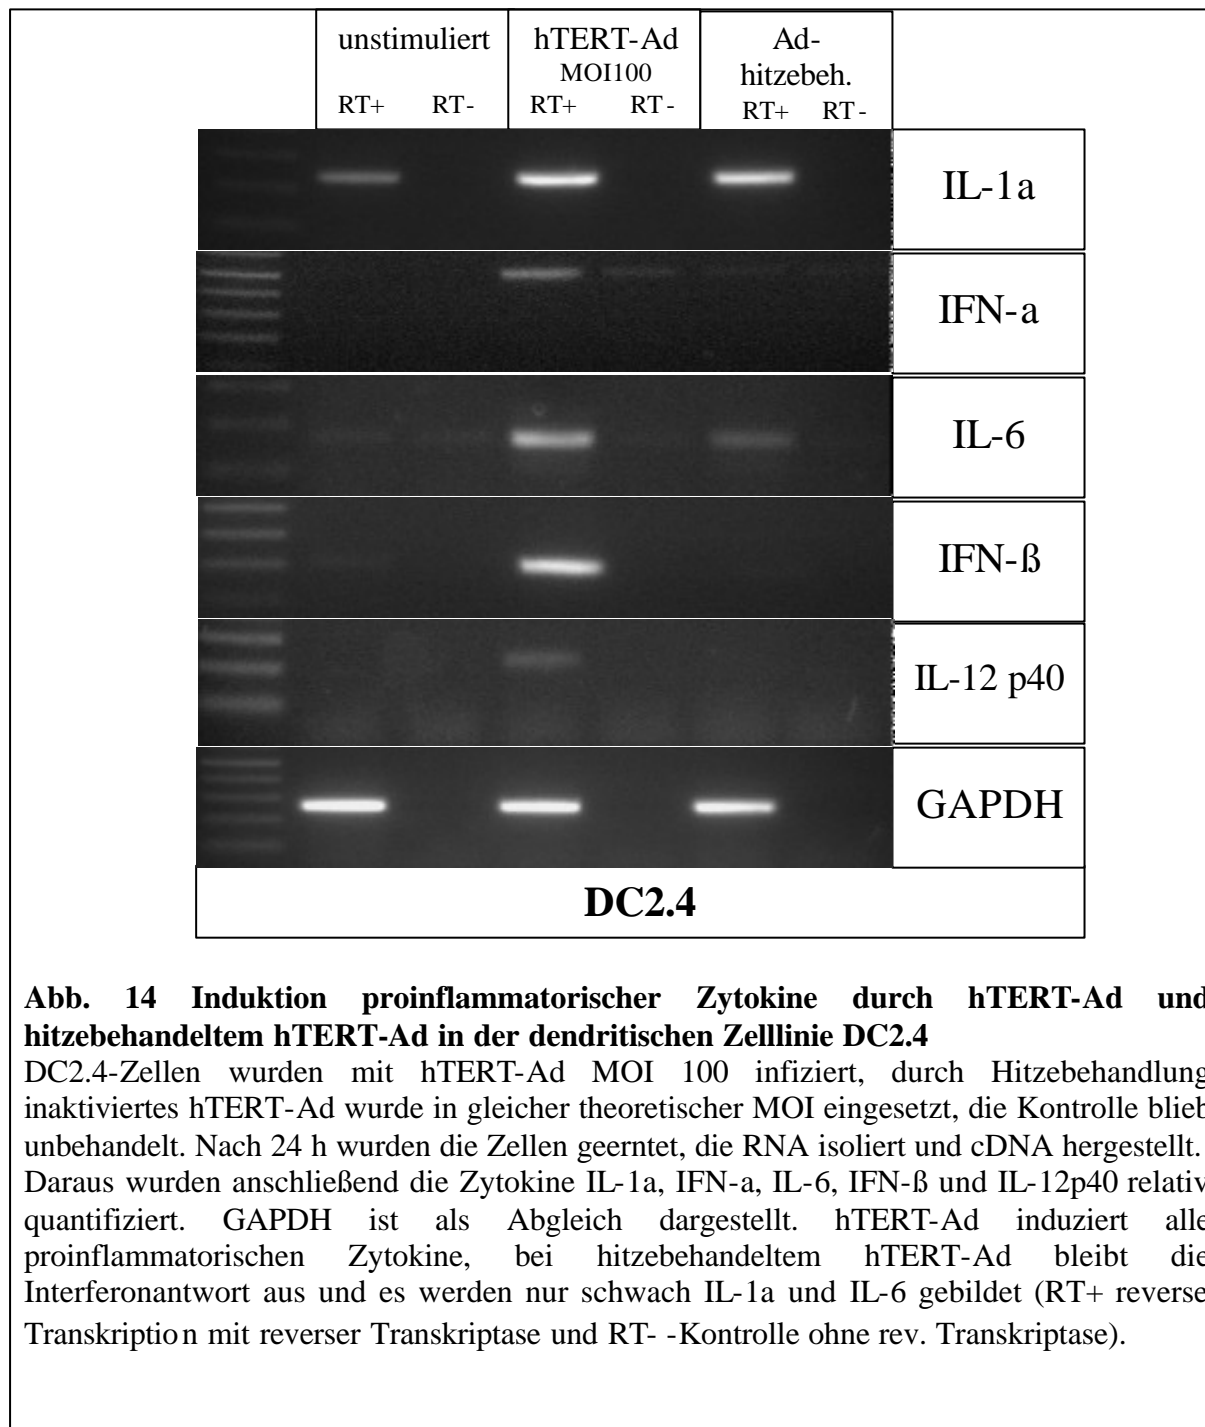 unstimuliert hTERT-Ad Ad-
MOI100 hitzebeh.
RT+ RT- RT+ RT- RT+ RT-
IL-1a
IFN-a
IL-6
IFN-ß
IL-12 p40
GAPDH
DC2.4
Abb. 14 Induktion proinflammatorischer Zytokine durch hTERT-Ad und
hitzebehandeltem hTERT-Ad in der dendritischen Zelllinie DC2.4
DC2.4-Zellen wurden mit hTERT-Ad MOI 100 infiziert, durch Hitzebehandlung
inaktiviertes hTERT-Ad wurde in gleicher theoretischer MOI eingesetzt, die Kontrolle blieb
unbehandelt. Nach 24 h wurden die Zellen geerntet, die RNA isoliert und cDNA hergestellt.
Daraus wurden anschließend die Zytokine IL-1a, IFN-a, IL-6, IFN-ß und IL-12p40 relativ
quantifiziert. GAPDH ist als Abgleich dargestellt. hTERT-Ad induziert alle
proinflammatorischen Zytokine, bei hitzebehandeltem hTERT-Ad bleibt die
Interferonantwort aus und es werden nur schwach IL-1a und IL-6 gebildet (RT+ reverse
Transkription mit reverser Transkriptase und RT- -Kontrolle ohne rev. Transkriptase).